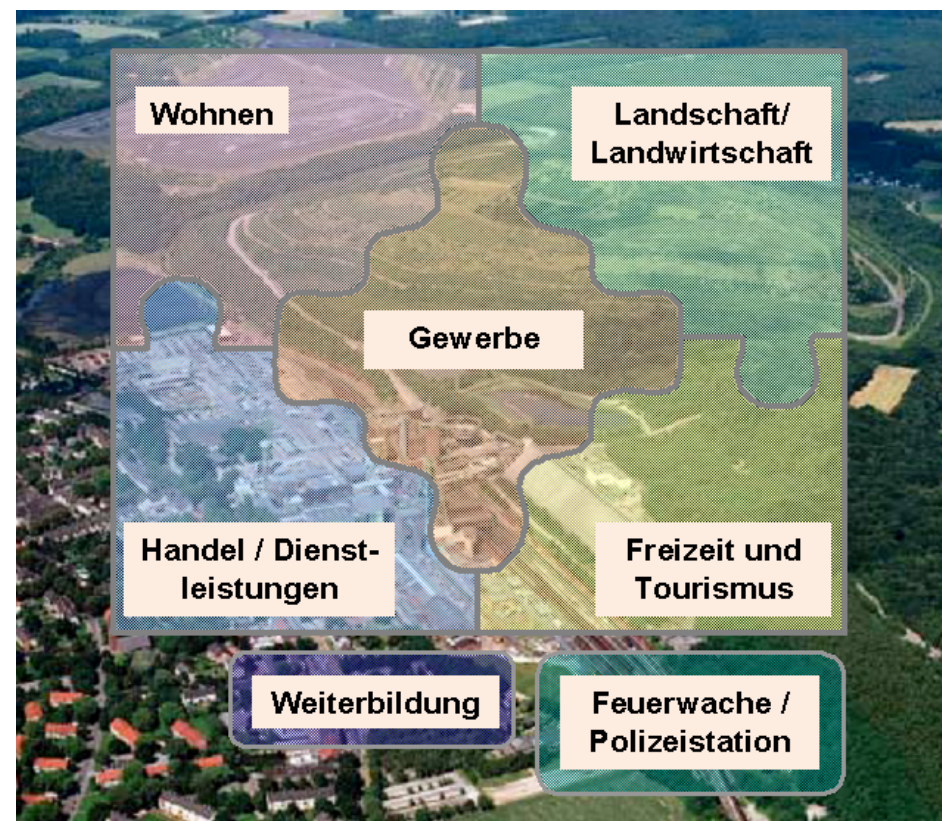 Wohnen
Landschaft/
Landwirtschaft
Gewerbe
Handel / Dienst-
leistungen
Freizeit und
Tourismus
Weiterbildung
Feuerwache /
Polizeistation